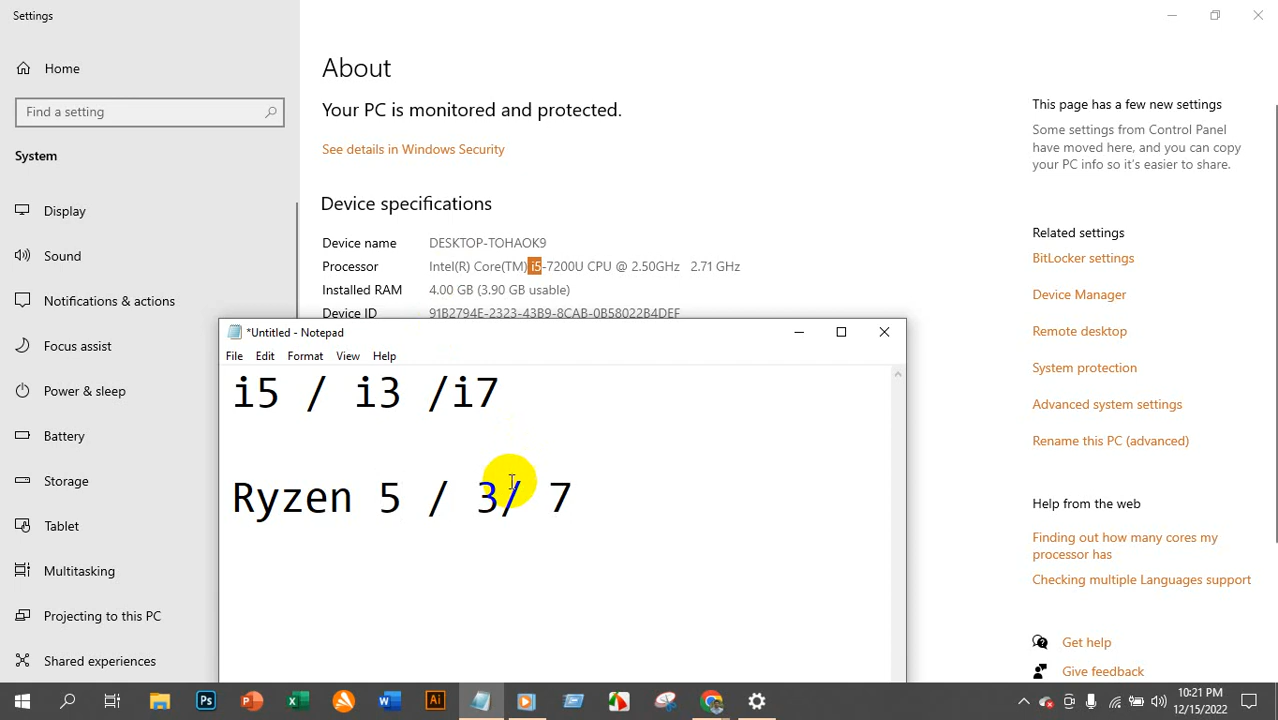 Settings
Home
Find a setting
System
Display
Sound
Notifications & actions
Focus assist
Power & sleep
Battery
Storage
Tablet
Multitasking
Projecting to this PC
Shared experiences
About
Your PC is monitored and protected.
See details in Windows Security
Device specifications
Device name DESKTOP-TOHAOK9
Processor Intel(R) Core(TM) i5-7200U CPU @ 2.50GHz 2.71 GHz
Installed RAM 4.00 GB (3.90 GB usable)
Device ID 91B2794E-2323-43B9-8CAB-0B58022B4DEF
This page has a few new settings
Some settings from Control Panel
have moved here, and you can copy
your PC info so it's easier to share.
Related settings
BitLocker settings
Device Manager
Remote desktop
System protection
Advanced system settings
Rename this PC (advanced)
Help from the web
Finding out how many cores my
processor has
Checking multiple Languages support
Get help
Give feedback
*Untitled - Notepad
File Edit Format View Help
i5 / i3 /i7
Ryzen 5 / 3/ 7
Ps
Ai
10:21 PM
12/15/2022